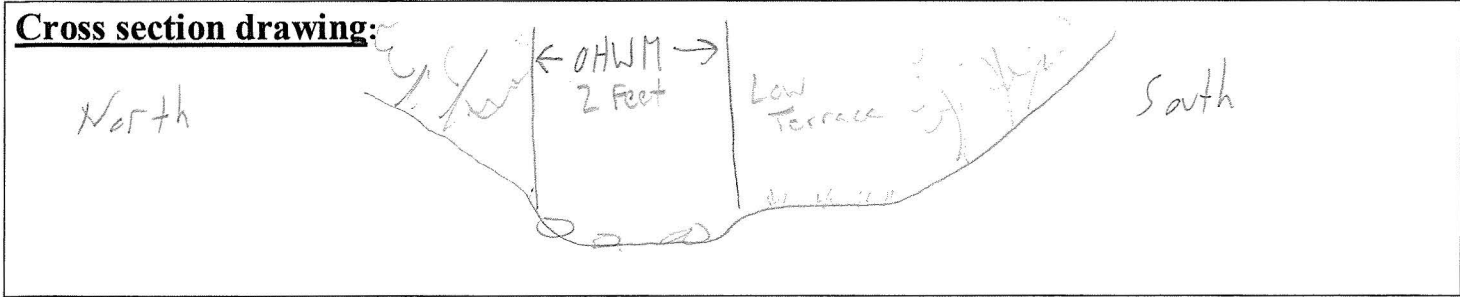 Cross section drawing:
North
← OHWM →
2 Feet
Low
Terrace
South